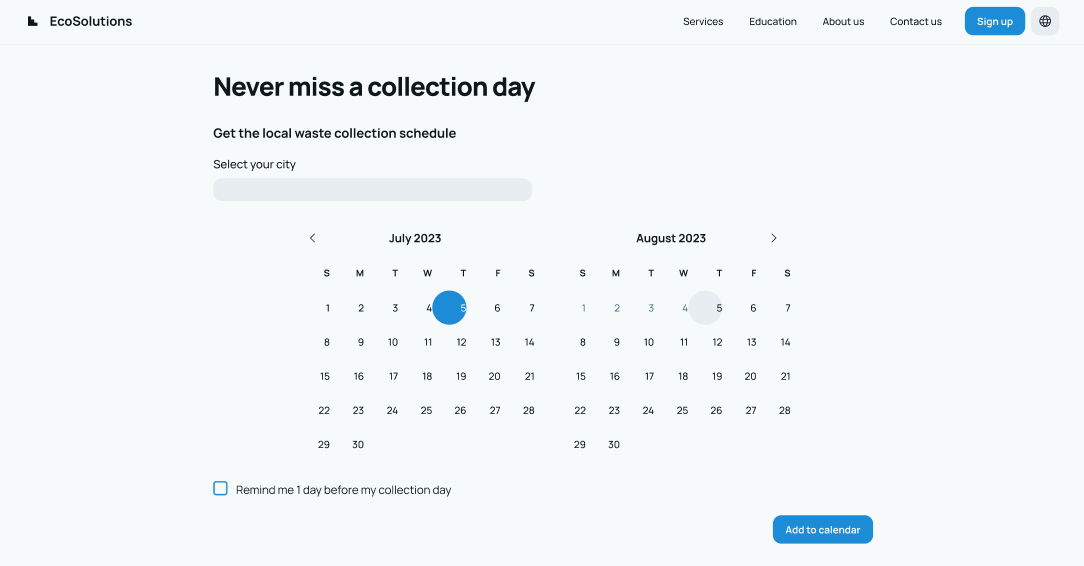 EcoSolutions
Services Education About us Contact us Sign up
Never miss a collection day
Get the local waste collection schedule
Select your city
July 2023 August 2023
S M T W T F S S M T W T F S
1 2 3 4 5 6 7 1 2 3 4 5 6 7
8 9 10 11 12 13 14 8 9 10 11 12 13 14
15 16 17 18 19 20 21 15 16 17 18 19 20 21
22 23 24 25 26 27 28 22 23 24 25 26 27 28
29 30 29 30
Remind me 1 day before my collection day
Add to calendar